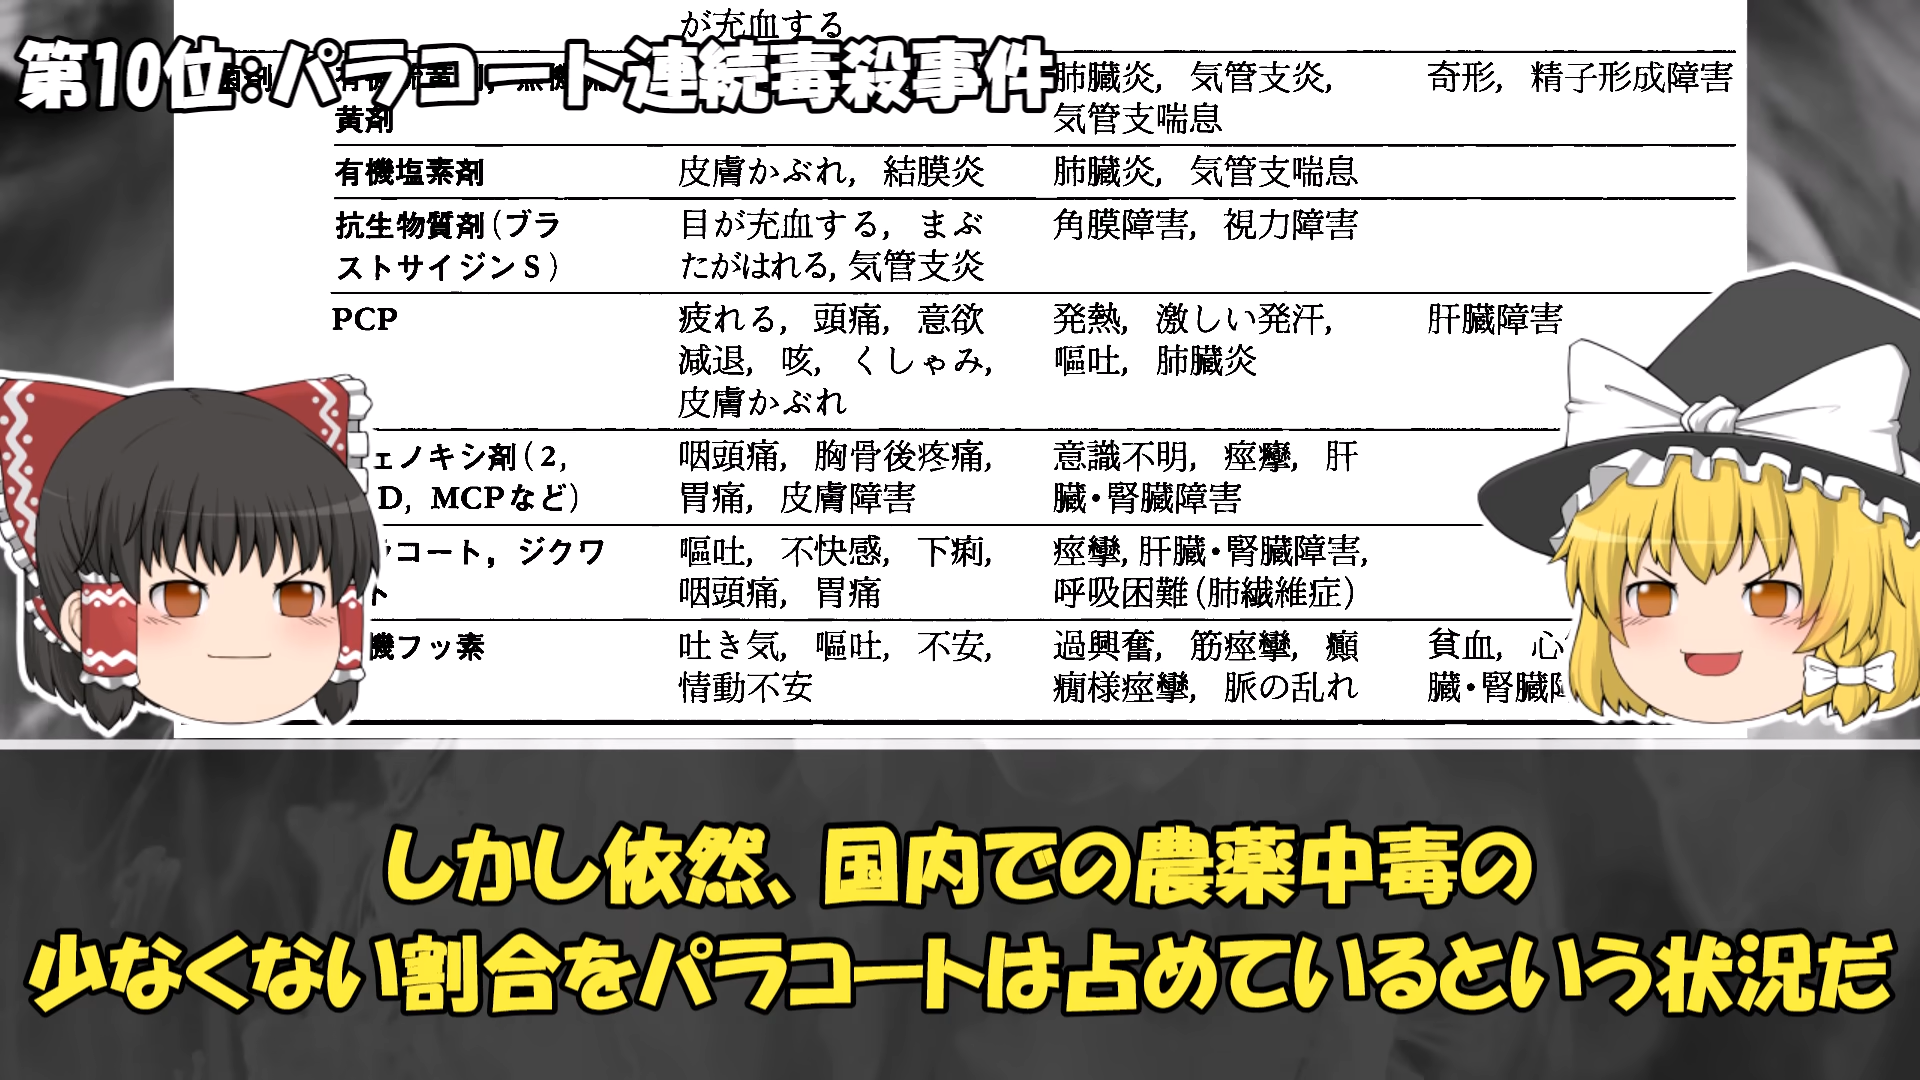 が充血する
第10位：パラコート連続毒殺事件
肺臓炎, 気管支炎, 奇形, 精子形成障害
黄剤 気管支喘息
有機塩素剤 皮膚かぶれ, 結膜炎 肺臓炎, 気管支喘息
抗生物質剤(ブラ 目が充血する, まぶ 角膜障害, 視力障害
ストサイジンS) たがはれる, 気管支炎
PCP 疲れる, 頭痛, 意欲 発熱, 激しい発汗, 肝臓障害
減退, 咳, くしゃみ, 嘔吐, 肺臓炎
皮膚かぶれ
ェノキシ剤(2, 咽頭痛, 胸骨後疼痛, 意識不明, 痙攣, 肝
D, MCPなど) 胃痛, 皮膚障害 臓・腎臓障害
コート, ジクワ 嘔吐, 不快感, 下痢, 痙攣, 肝臓・腎臓障害,
ト 咽頭痛, 胃痛 呼吸困難(肺繊維症)
機フッ素 吐き気, 嘔吐, 不安, 過興奮, 筋痙攣, 癲 貧血, 心
情動不安 癇様痙攣, 脈の乱れ 臓・腎臓
しかし依然、国内での農薬中毒の
少なくない割合をパラコートは占めているという状況だ